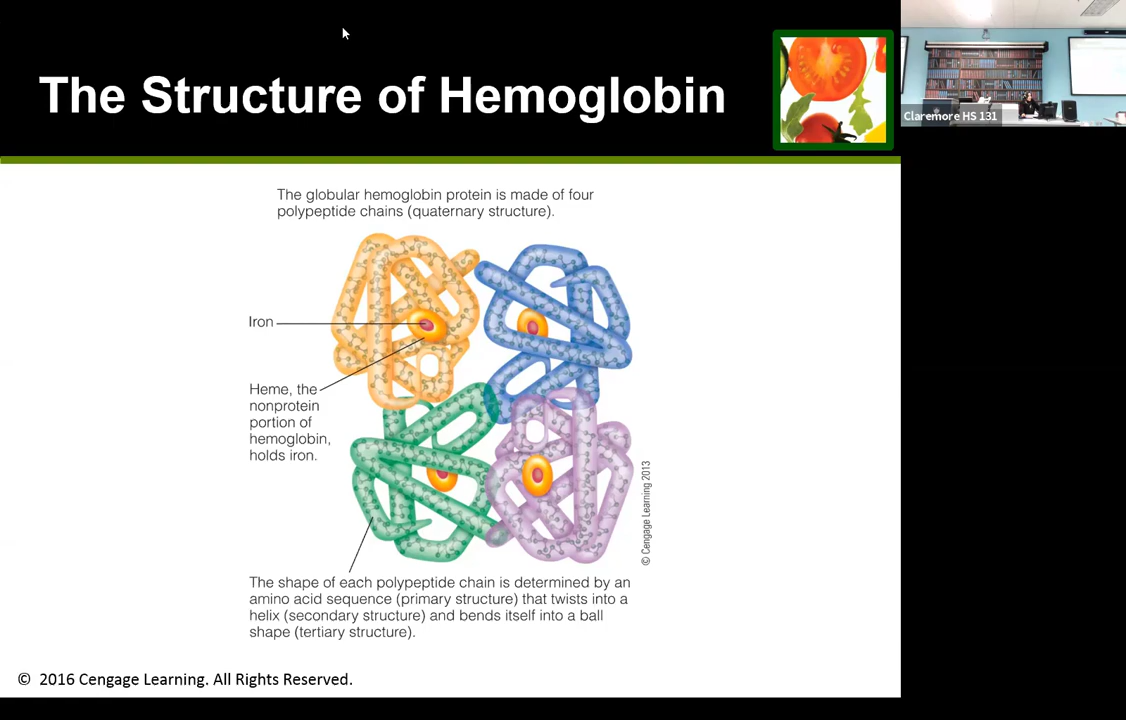 The Structure of Hemoglobin
Claremore HS 131
The globular hemoglobin protein is made of four
polypeptide chains (quaternary structure).
Iron
Heme, the
nonprotein
portion of
hemoglobin,
holds iron.
© Cengage Learning 2013
The shape of each polypeptide chain is determined by an
amino acid sequence (primary structure) that twists into a
helix (secondary structure) and bends itself into a ball
shape (tertiary structure).
© 2016 Cengage Learning. All Rights Reserved.